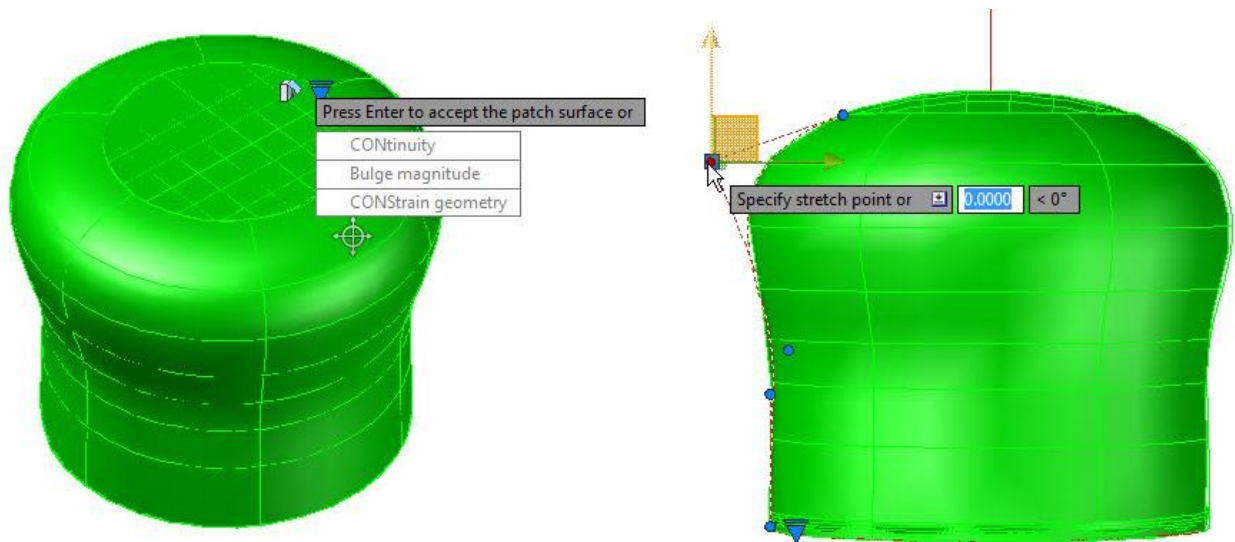 Press Enter to accept the patch surface or
CONtinuity
Bulge magnitude
CONStrain geometry
Specify stretch point or 0.0000 < 0°